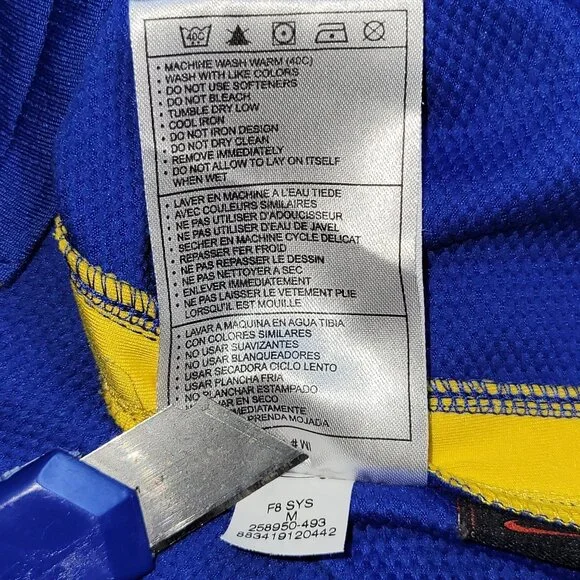 40C
• MACHINE WASH WARM (40C)
• WASH WITH LIKE COLORS
• DO NOT USE SOFTENERS
• DO NOT BLEACH
• TUMBLE DRY LOW
• COOL IRON
• DO NOT IRON DESIGN
• DO NOT DRY CLEAN
• REMOVE IMMEDIATELY
• DO NOT ALLOW TO LAY ON ITSELF
WHEN WET
• LAVER EN MACHINE A L'EAU TIEDE
• AVEC COULEURS SIMILAIRES
• NE PAS UTILISER D'ADOUCISSEUR
• NE PAS UTILISER D'EAU DE JAVEL
• SECHER EN MACHINE CYCLE DELICAT
• REPASSER FER FROID
• NE PAS REPASSER LE DESSIN
• NE PAS NETTOYER A SEC
• ENLEVER IMMEDIATEMENT
• NE PAS LAISSER LE VETEMENT PLIE
LORSQU'IL EST MOUILLE
• LAVAR A MAQUINA EN AGUA TIBIA
• CON COLORES SIMILARES
• NO USAR SUAVIZANTES
• NO USAR BLANQUEADORES
• USAR SECADORA CICLO LENTO
• USAR PLANCHA FRIA
• NO PLANCHAR ESTAMPADO
• NO LAVAR EN SECO
IMMEDIATAMENTE
PRENDA MOJADA
F8 SYS
M
258950-493
883419120442